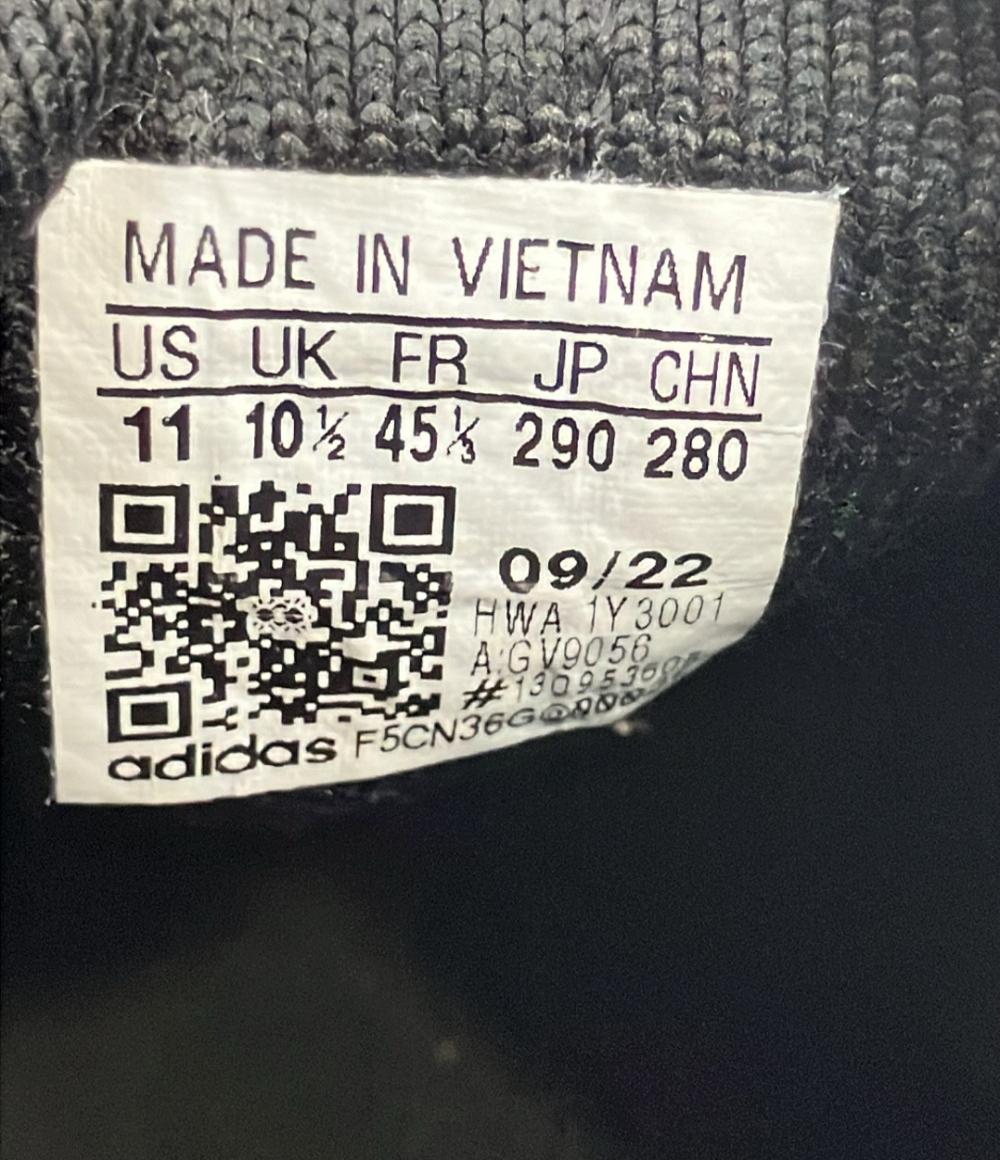 MADE IN VIETNAM
US UK FR JP CHN
11 10½ 45⅓ 290 280
09/22
HWA 1Y3001
A:GV9056
adidas